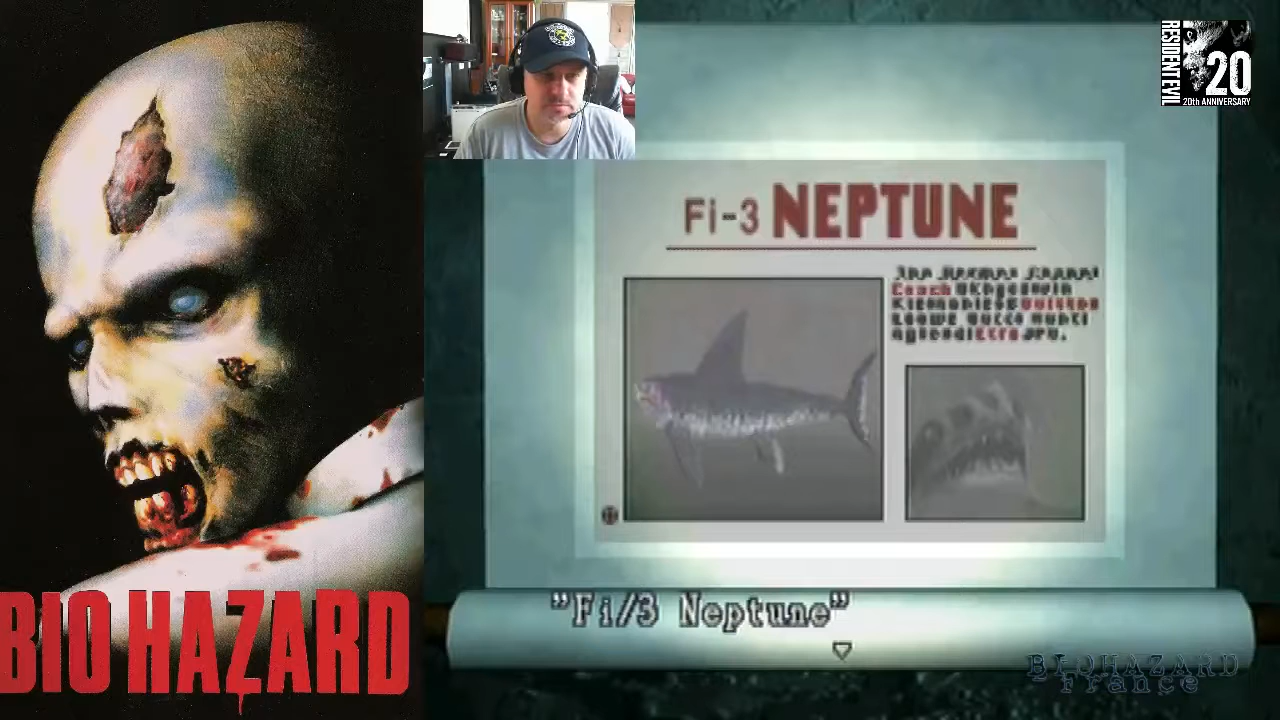 RESIDENT EVIL
20
20th ANNIVERSARY
Fi-3 NEPTUNE
"Fi/3 Neptune"
BIO HAZARD
BIOHAZARD
France